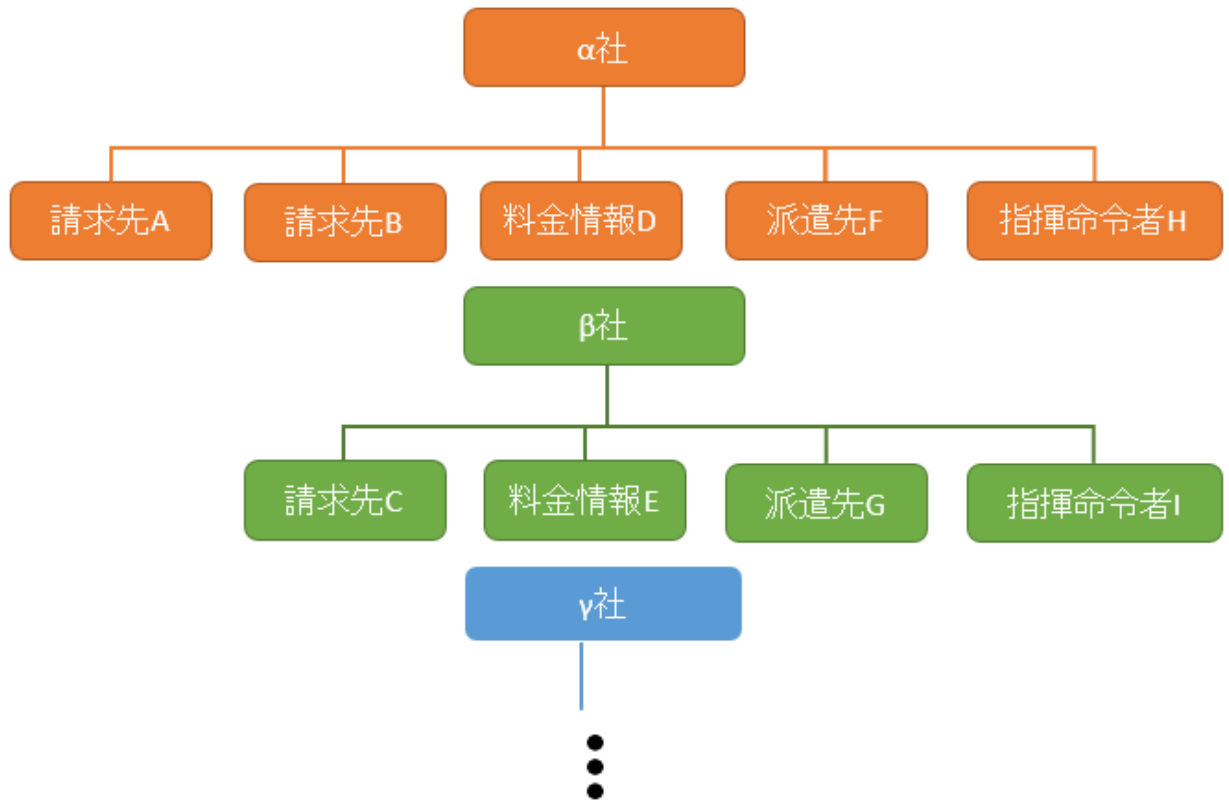 α社
請求先A
請求先B
料金情報D
派遣先F
指揮命令者H
β社
請求先C
料金情報E
派遣先G
指揮命令者I
γ社